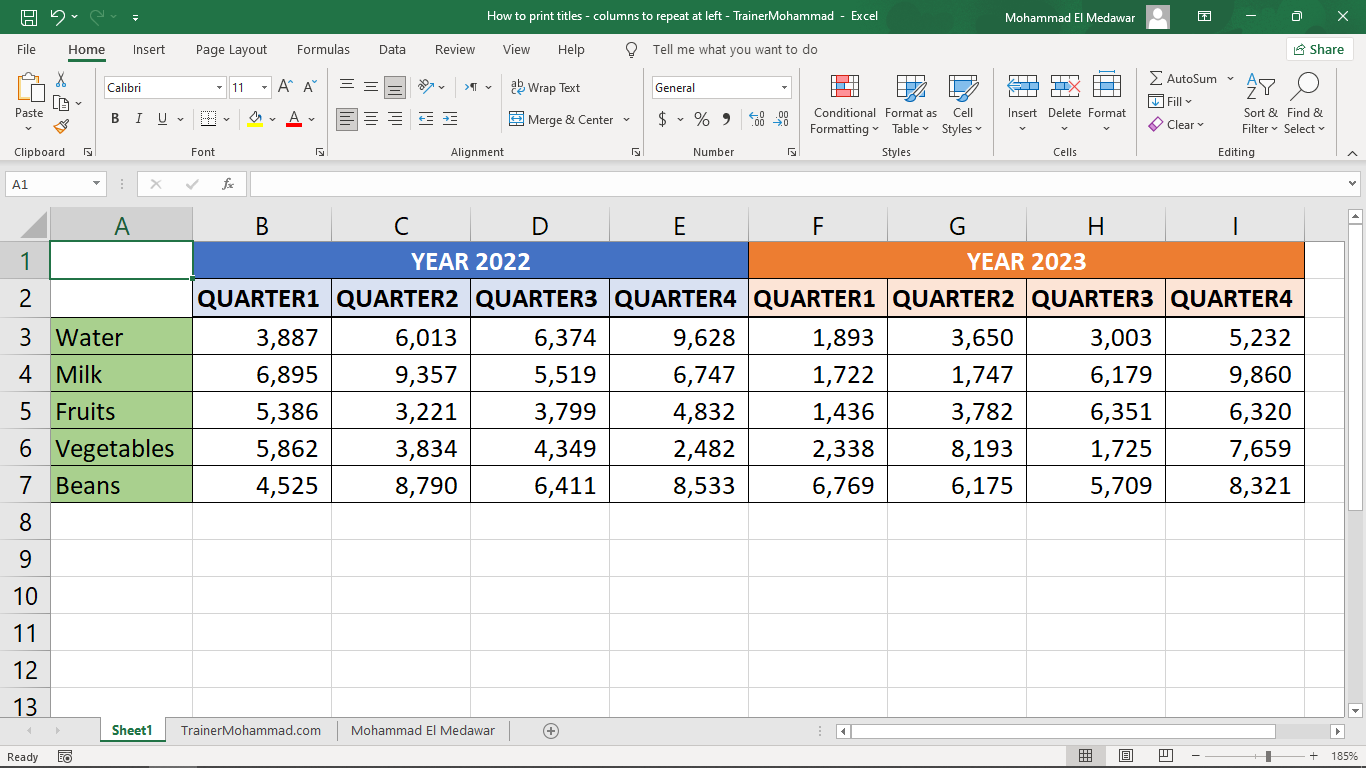 How to print titles - columns to repeat at left - TrainerMohammad - Excel
Mohammad El Medawar
File Home Insert Page Layout Formulas Data Review View Help Tell me what you want to do Share
Paste
Clipboard
Calibri 11
B I U A
Font
ab Wrap Text
Merge & Center
Alignment
General
$ % 9
Number
Conditional Formatting
Format as Table
Cell Styles
Styles
Insert Delete Format
Cells
AutoSum
Fill
Clear
Sort & Filter
Find & Select
Editing
A1 fx
A B C D E F G H I
1 YEAR 2022 YEAR 2023
2 QUARTER1 QUARTER2 QUARTER3 QUARTER4 QUARTER1 QUARTER2 QUARTER3 QUARTER4
3 Water 3,887 6,013 6,374 9,628 1,893 3,650 3,003 5,232
4 Milk 6,895 9,357 5,519 6,747 1,722 1,747 6,179 9,860
5 Fruits 5,386 3,221 3,799 4,832 1,436 3,782 6,351 6,320
6 Vegetables 5,862 3,834 4,349 2,482 2,338 8,193 1,725 7,659
7 Beans 4,525 8,790 6,411 8,533 6,769 6,175 5,709 8,321
8
9
10
11
12
13
Sheet1 TrainerMohammad.com Mohammad El Medawar
Ready 185%